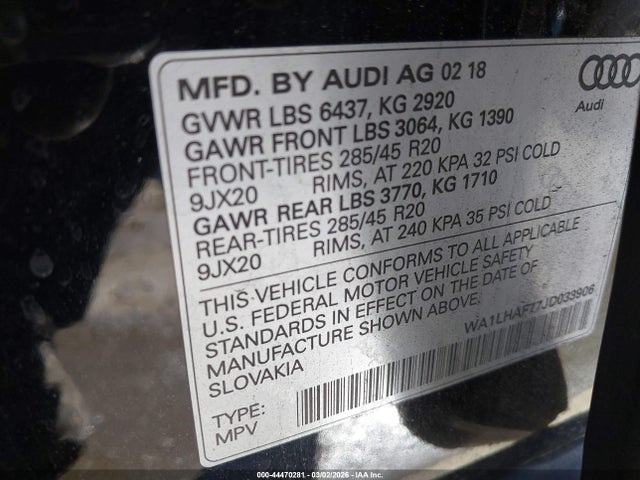 MFD. BY AUDI AG 02 18
Audi
GVWR LBS 6437, KG 2920
GAWR FRONT LBS 3064, KG 1390
FRONT-TIRES 285/45 R20
9JX20 RIMS, AT 220 KPA 32 PSI COLD
GAWR REAR LBS 3770, KG 1710
REAR-TIRES 285/45 R20
9JX20 RIMS, AT 240 KPA 35 PSI COLD
THIS VEHICLE CONFORMS TO ALL APPLICABLE
U.S. FEDERAL MOTOR VEHICLE SAFETY
STANDARDS IN EFFECT ON THE DATE OF
MANUFACTURE SHOWN ABOVE.
SLOVAKIA
WA1LHAF77JD033906
TYPE:
MPV
000-44470281 - 03/02/2026 - IAA Inc.